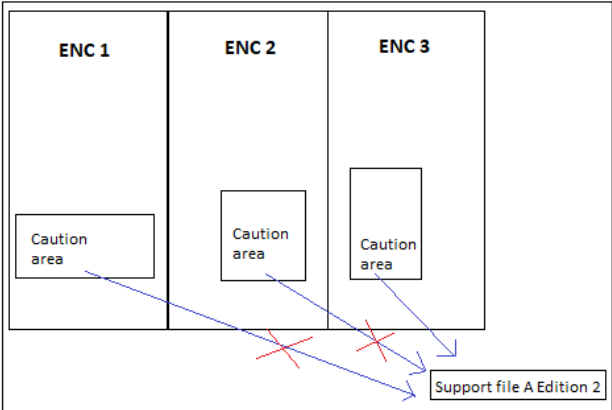 ENC 1
ENC 2
ENC 3
Caution
area
Caution
area
Caution
area
Support file A Edition 2